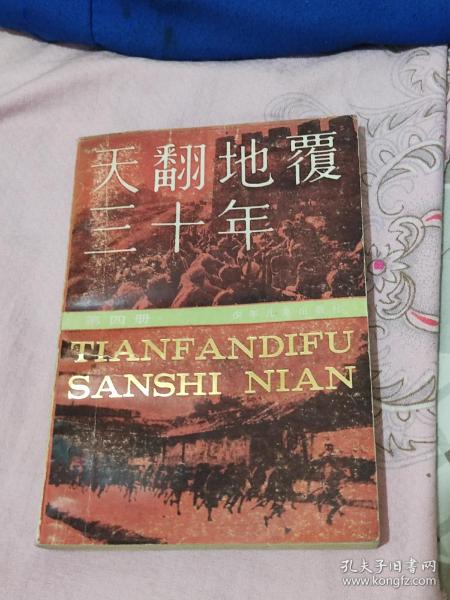 天翻地覆
三十年
第四册
少年儿童出版社
TIANFANDIFU
SANSHI NIAN
孔夫子旧书网
www.kongfz.com